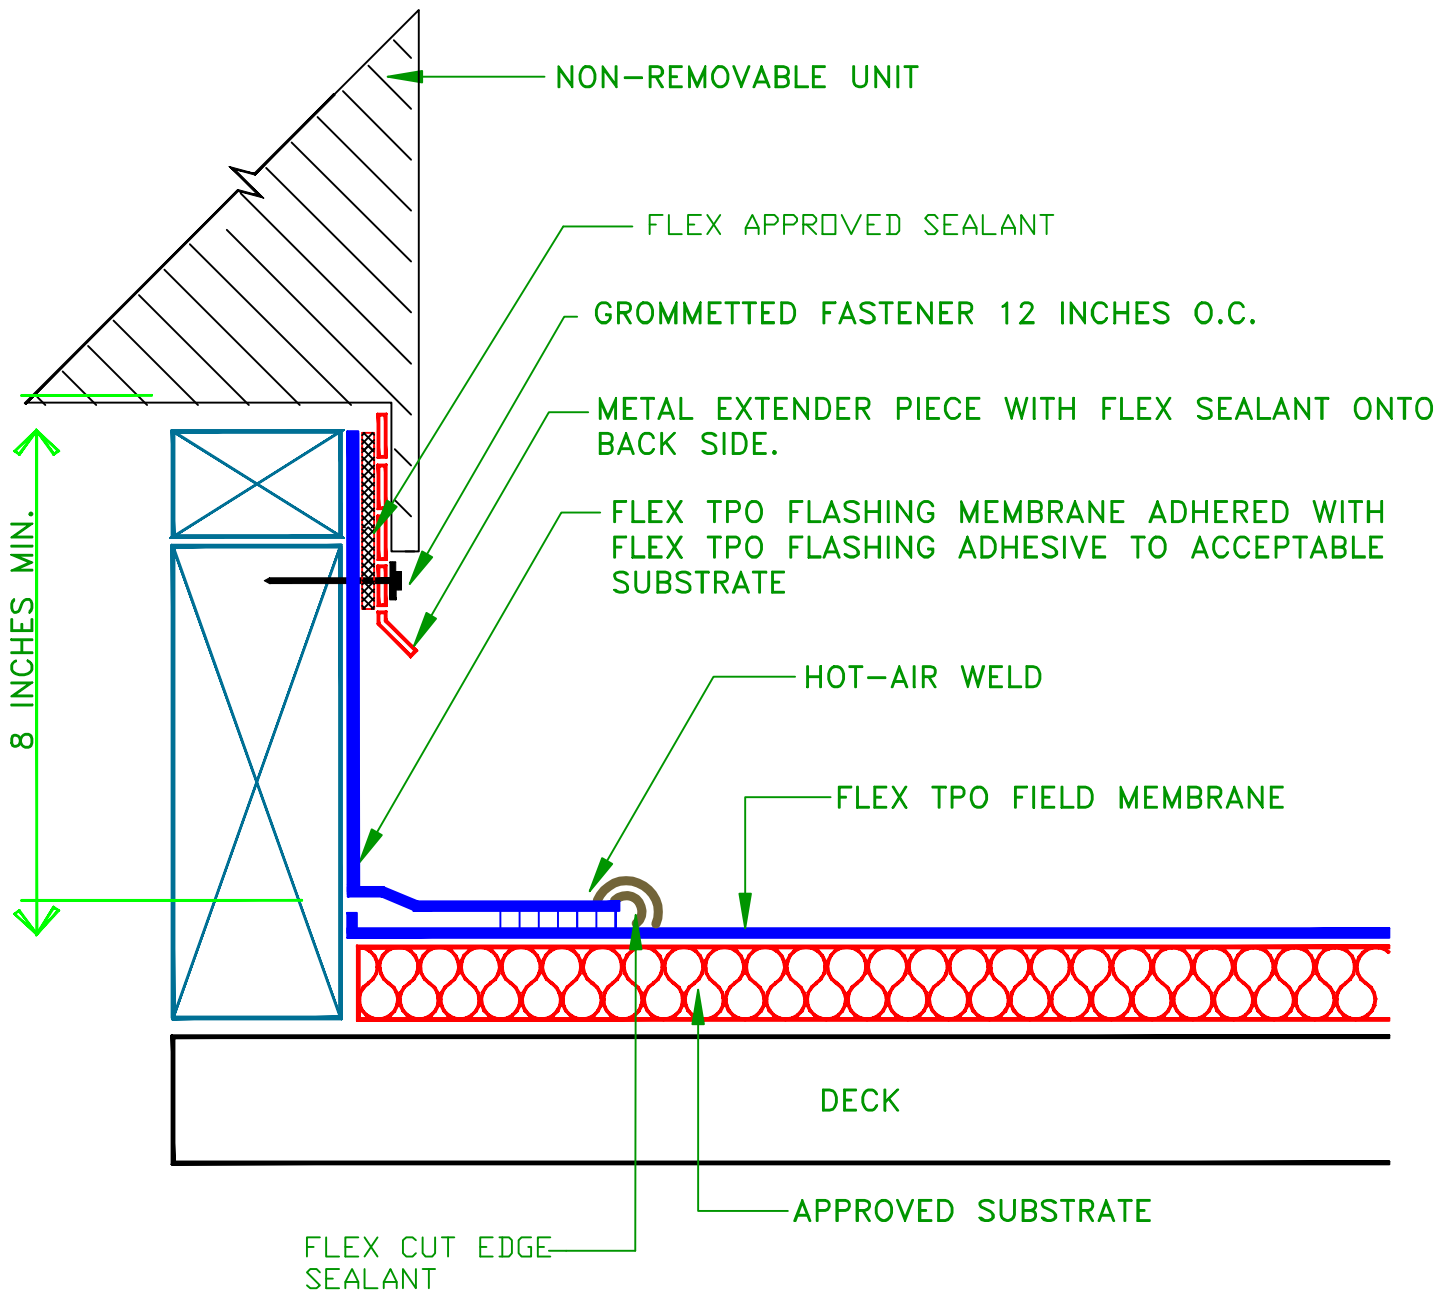 NON-REMOVABLE UNIT
FLEX APPROVED SEALANT
GROMMETTED FASTENER 12 INCHES O.C.
METAL EXTENDER PIECE WITH FLEX SEALANT ONTO
BACK SIDE.
FLEX TPO FLASHING MEMBRANE ADHERED WITH
FLEX TPO FLASHING ADHESIVE TO ACCEPTABLE
SUBSTRATE
8 INCHES MIN.
HOT-AIR WELD
FLEX TPO FIELD MEMBRANE
DECK
APPROVED SUBSTRATE
FLEX CUT EDGE
SEALANT